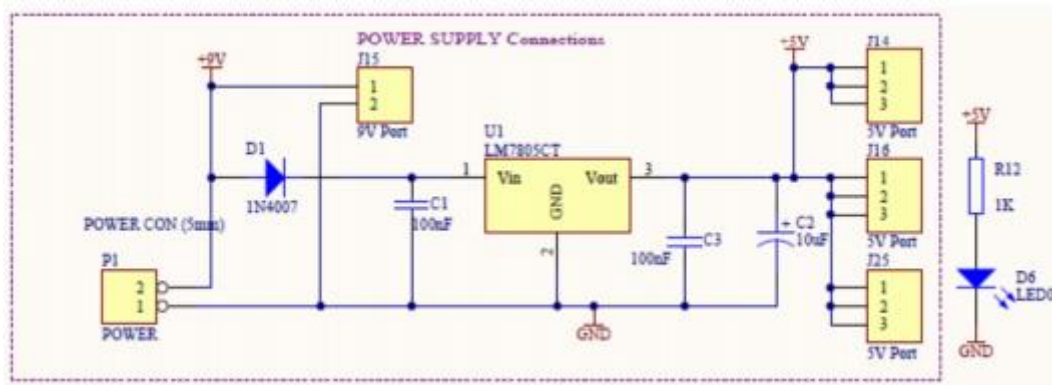 POWER SUPPLY Connections
+9V
J15
1
2
9V Port
D1
1N4007
POWER CON (5mm)
P1
2
1
POWER
C1
100nF
U1
LM7805CT
1
Vin
Vout
3
GND
2
C3
100nF
+
C2
10uF
GND
+5V
J14
1
2
3
5V Port
J16
1
2
3
5V Port
J25
1
2
3
5V Port
+5V
R12
1K
D6
GND